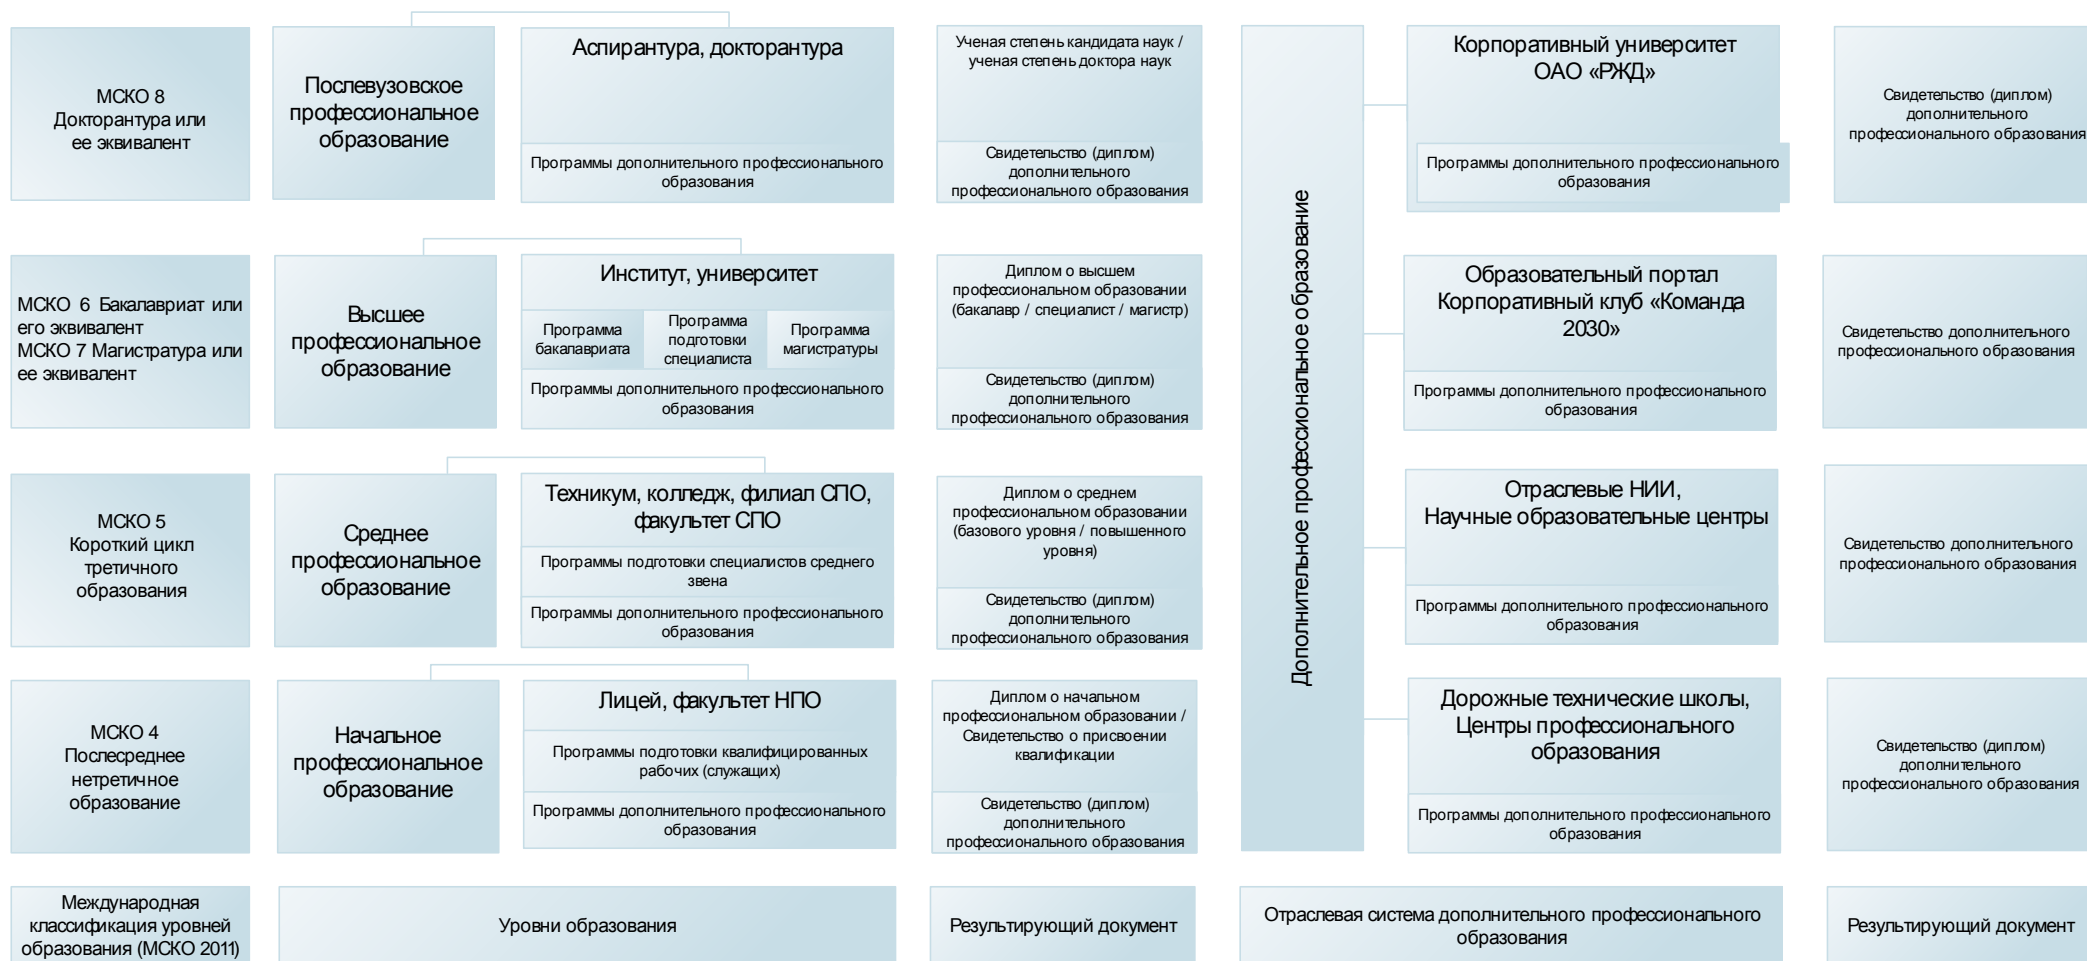 МСКО 8
Докторантура или
ее эквивалент
Послевузовское
профессиональное
образование
Аспирантура, докторантура
Программы дополнительного профессионального
образования
Ученая степень кандидата наук /
ученая степень доктора наук
Свидетельство (диплом)
дополнительного
профессионального образования
МСКО 6 Бакалавриат или
его эквивалент
МСКО 7 Магистратура или
ее эквивалент
Высшее
профессиональное
образование
Институт, университет
Программа
бакалавриата
Программа
подготовки
специалиста
Программа
магистратуры
Программы дополнительного профессионального
образования
Диплом о высшем
профессиональном образовании
(бакалавр / специалист / магистр)
Свидетельство (диплом)
дополнительного
профессионального образования
МСКО 5
Короткий цикл
третичного
образования
Среднее
профессиональное
образование
Техникум, колледж, филиал СПО,
факультет СПО
Программы подготовки специалистов среднего
звена
Программы дополнительного профессионального
образования
Диплом о среднем
профессиональном образовании
(базового уровня / повышенного
уровня)
Свидетельство (диплом)
дополнительного
профессионального образования
МСКО 4
Послесреднее
нетретичное
образование
Начальное
профессиональное
образование
Лицей, факультет НПО
Программы подготовки квалифицированных
рабочих (служащих)
Программы дополнительного профессионального
образования
Диплом о начальном
профессиональном образовании /
Свидетельство о присвоении
квалификации
Свидетельство (диплом)
дополнительного
профессионального образования
Дополнительное профессиональное образование
Корпоративный университет
ОАО «РЖД»
Программы дополнительного профессионального
образования
Свидетельство (диплом)
дополнительного
профессионального образования
Образовательный портал
Корпоративный клуб «Команда
2030»
Программы дополнительного профессионального
образования
Свидетельство дополнительного
профессионального образования
Отраслевые НИИ,
Научные образовательные центры
Программы дополнительного профессионального
образования
Свидетельство дополнительного
профессионального образования
Дорожные технические школы,
Центры профессионального
образования
Программы дополнительного профессионального
образования
Свидетельство (диплом)
дополнительного
профессионального образования
Международная
классификация уровней
образования (МСКО 2011)
Уровни образования
Результирующий документ
Отраслевая система дополнительного профессионального
образования
Результирующий документ